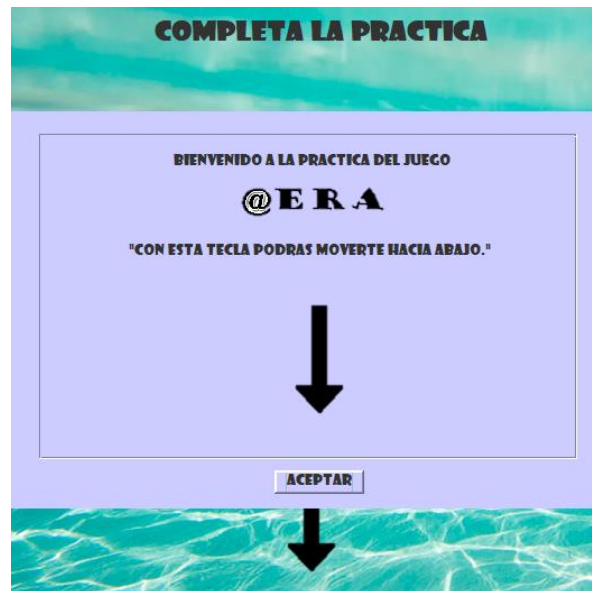 COMPLETA LA PRACTICA
BIENVENIDO A LA PRACTICA DEL JUEGO
@ERA
"CON ESTA TECLA PODRAS MOVERTE HACIA ABAJO."
ACEPTAR